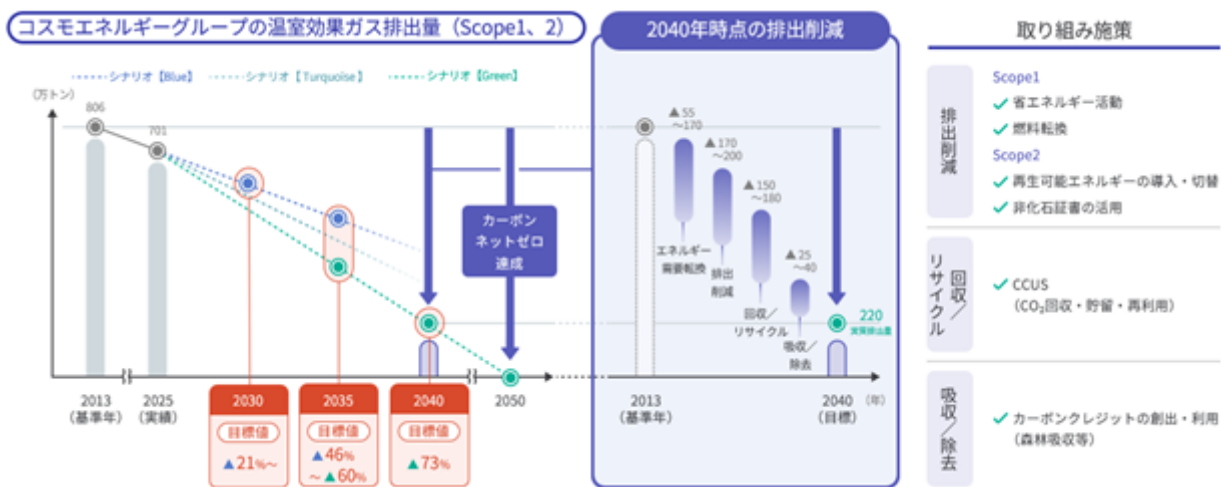 コスモエネルギーグループの温室効果ガス排出量（Scope1、2）
シナリオ【Blue】
シナリオ【Turquoise】
シナリオ【Green】
（万トン）
806
701
カーボン
ネットゼロ
達成
2013
（基準年）
2025
（実績）
2030
目標値
▲21%～
2035
目標値
▲46%
～▲60%
2040
目標値
▲73%
2050
2040年時点の排出削減
▲55
～170
エネルギー
需要転換
▲170
～200
排出
削減
▲150
～180
回収／
リサイクル
▲25
～40
吸収／
除去
220
実質排出量
2013
（基準年）
2040
（目標）
（年）
取り組み施策
排出削減
Scope1
省エネルギー活動
燃料転換
Scope2
再生可能エネルギーの導入・切替
非化石証書の活用
回収／
リサイクル
CCUS
（CO₂回収・貯留・再利用）
吸収／除去
カーボンクレジットの創出・利用
（森林吸収等）